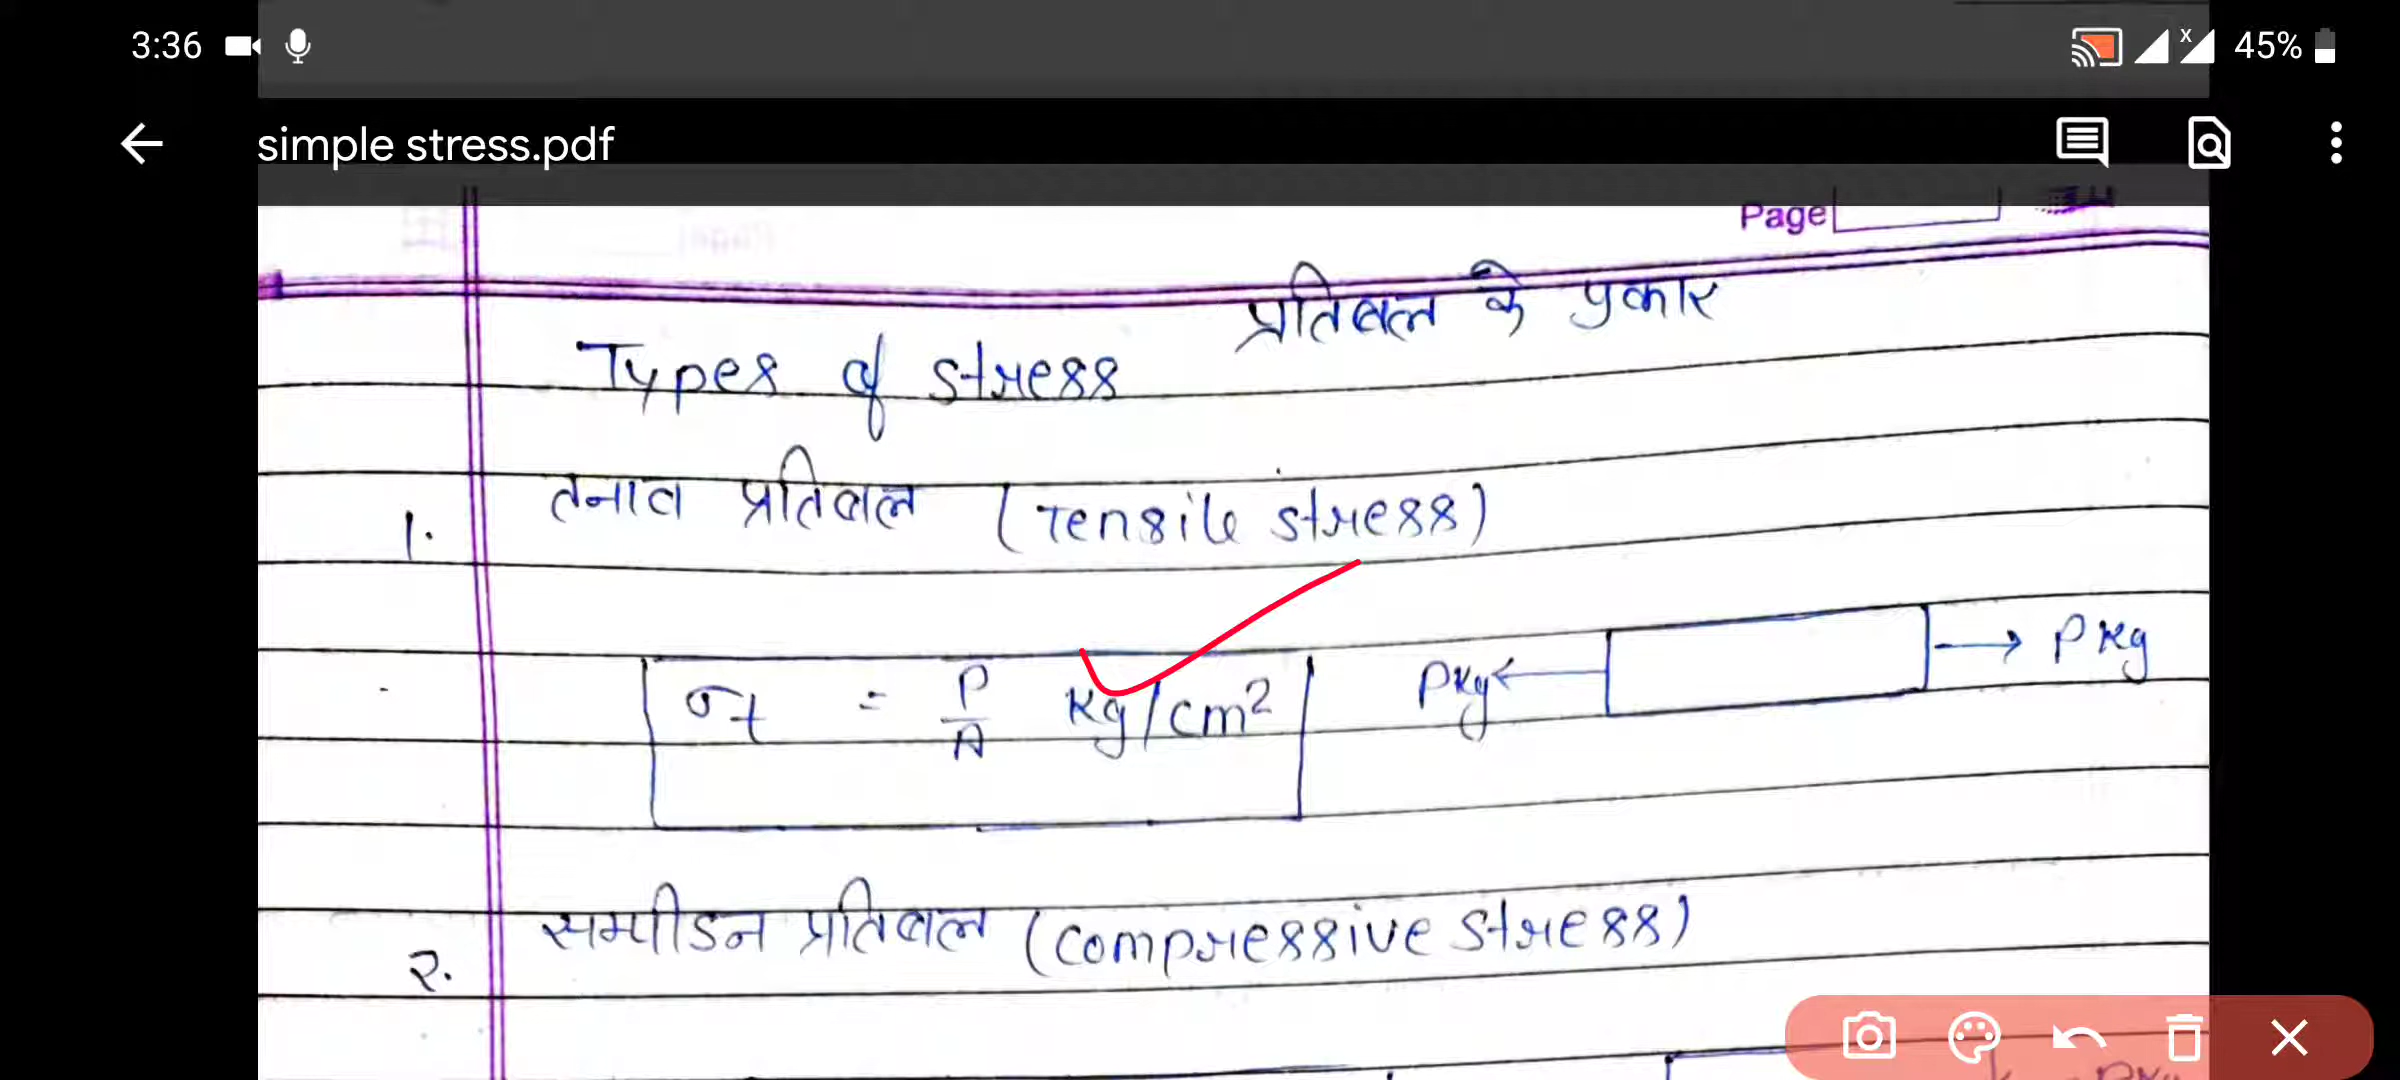 3:36
x 45%
simple stress.pdf
Page
प्रतिबल के प्रकार
Types of stress
1. तनाव प्रतिबल (Tensile stress)
σt = P/A kg/cm²
PKg ← → P Kg
२. सम्पीडन प्रतिबल (compressive stress)